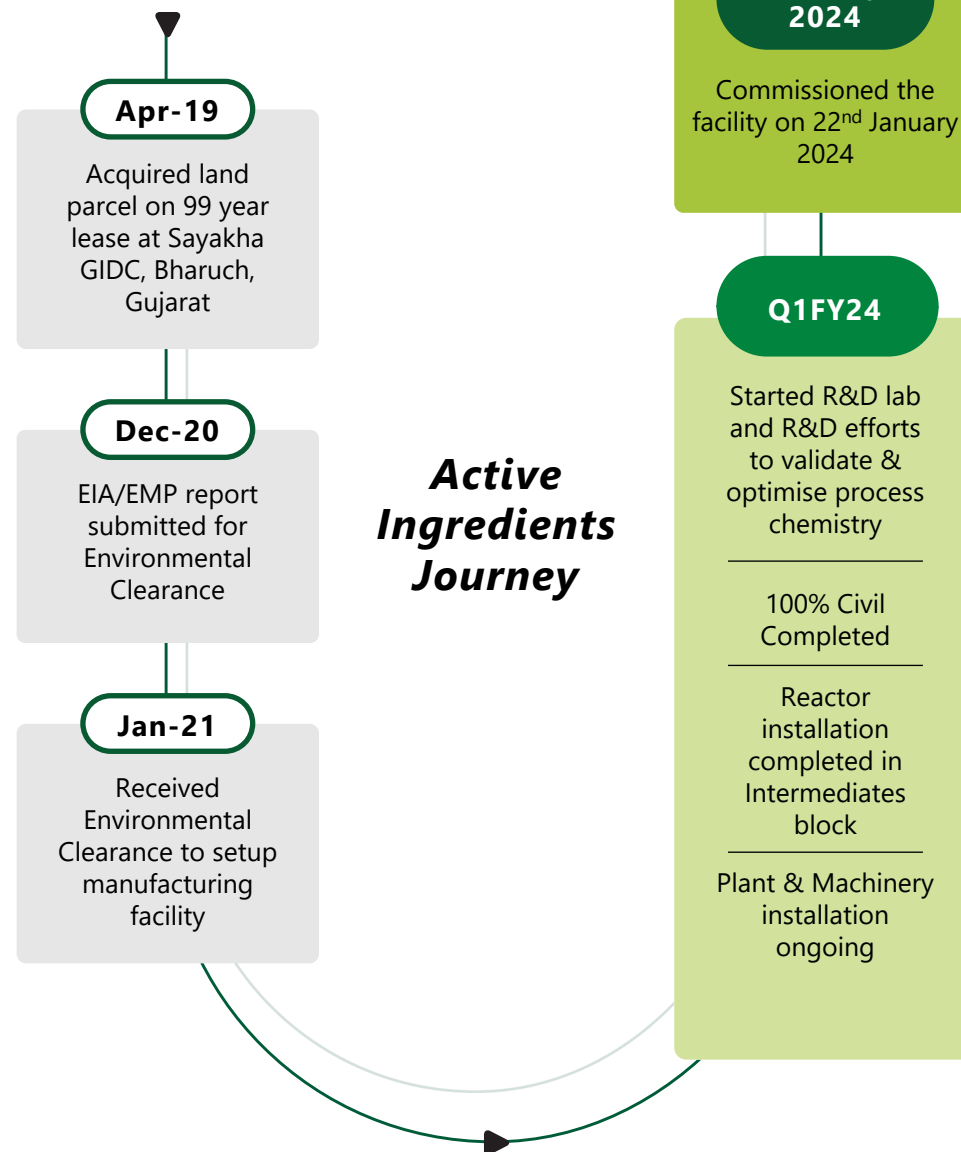 Apr-19
Acquired land
parcel on 99 year
lease at Sayakha
GIDC, Bharuch,
Gujarat
Dec-20
EIA/EMP report
submitted for
Environmental
Clearance
Jan-21
Received
Environmental
Clearance to setup
manufacturing
facility
Active
Ingredients
Journey
2024
Commissioned the
facility on 22nd January
2024
Q1FY24
Started R&D lab
and R&D efforts
to validate &
optimise process
chemistry
100% Civil
Completed
Reactor
installation
completed in
Intermediates
block
Plant & Machinery
installation
ongoing